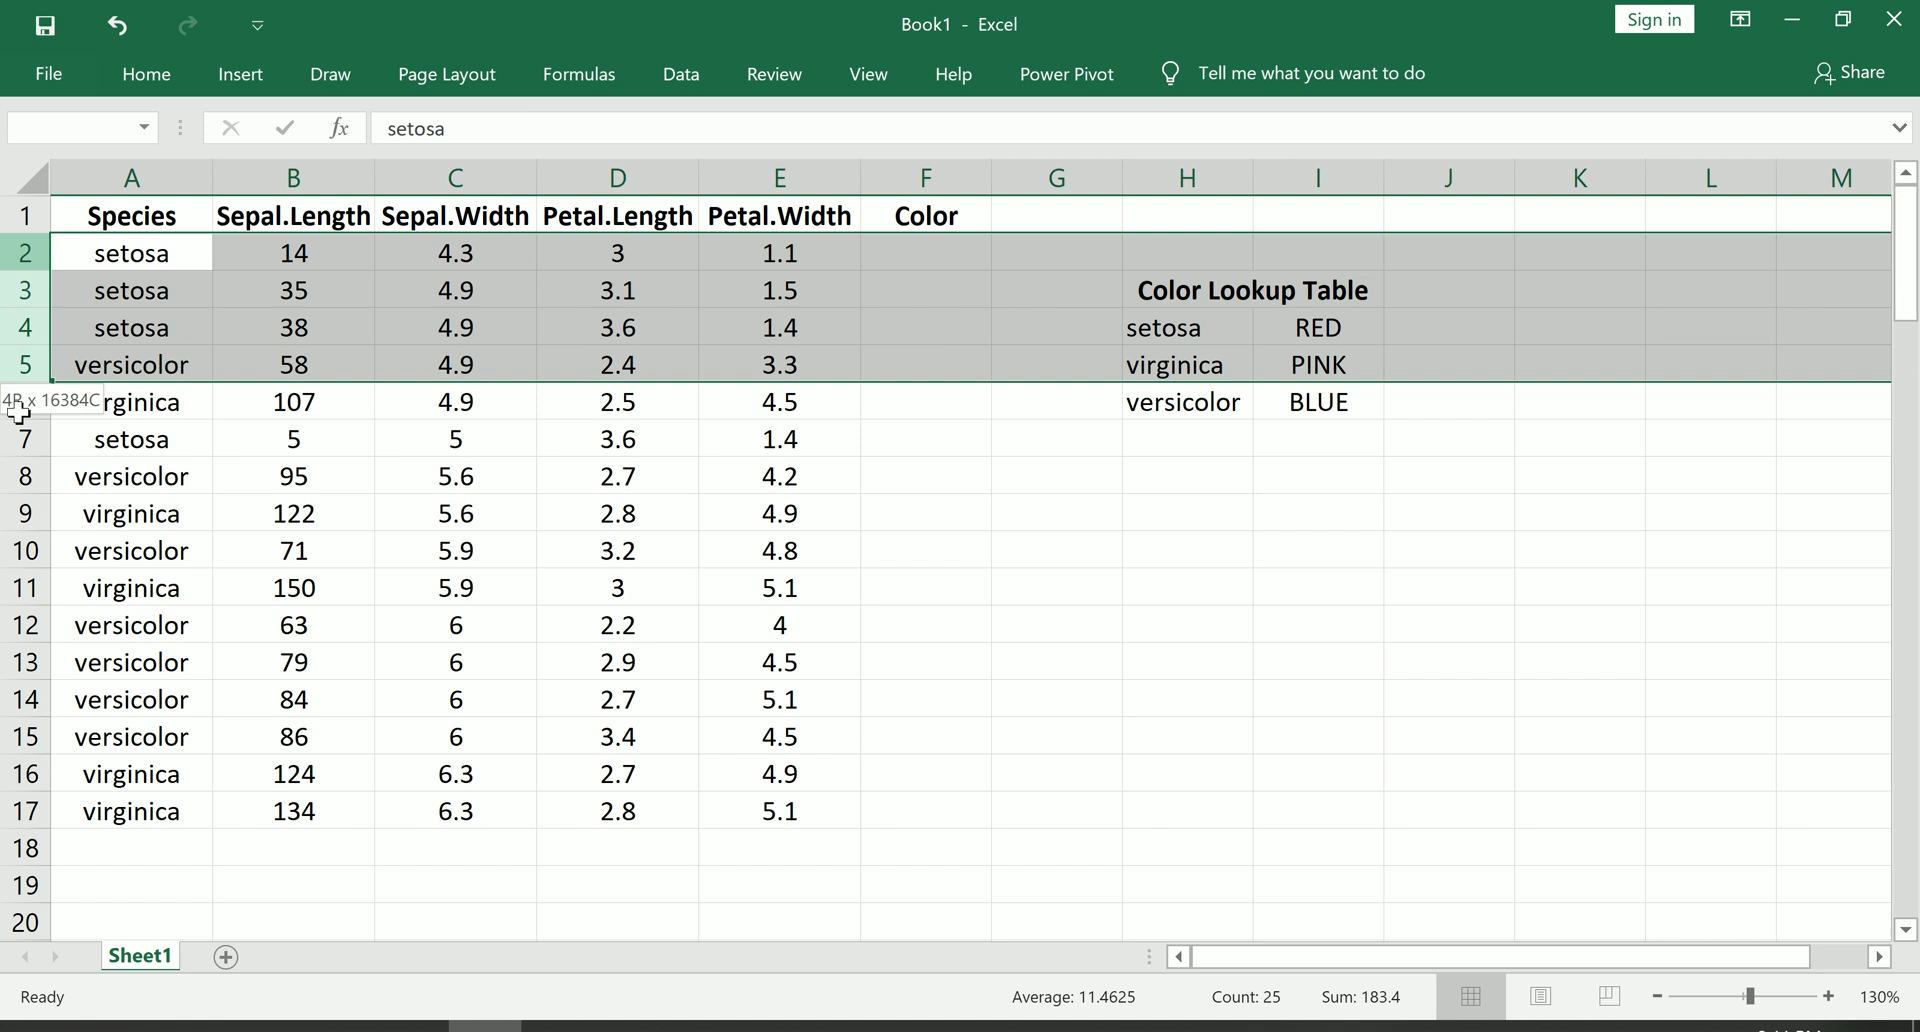 Book1 - Excel
Sign in
File Home Insert Draw Page Layout Formulas Data Review View Help Power Pivot Tell me what you want to do Share
fx setosa
A B C D E F G H I J K L M
1 Species Sepal.Length Sepal.Width Petal.Length Petal.Width Color
2 setosa 14 4.3 3 1.1
3 setosa 35 4.9 3.1 1.5 Color Lookup Table
4 setosa 38 4.9 3.6 1.4 setosa RED
5 versicolor 58 4.9 2.4 3.3 virginica PINK
4R x 16384C rginica 107 4.9 2.5 4.5 versicolor BLUE
7 setosa 5 5 3.6 1.4
8 versicolor 95 5.6 2.7 4.2
9 virginica 122 5.6 2.8 4.9
10 versicolor 71 5.9 3.2 4.8
11 virginica 150 5.9 3 5.1
12 versicolor 63 6 2.2 4
13 versicolor 79 6 2.9 4.5
14 versicolor 84 6 2.7 5.1
15 versicolor 86 6 3.4 4.5
16 virginica 124 6.3 2.7 4.9
17 virginica 134 6.3 2.8 5.1
18
19
20
Sheet1
Ready Average: 11.4625 Count: 25 Sum: 183.4 130%